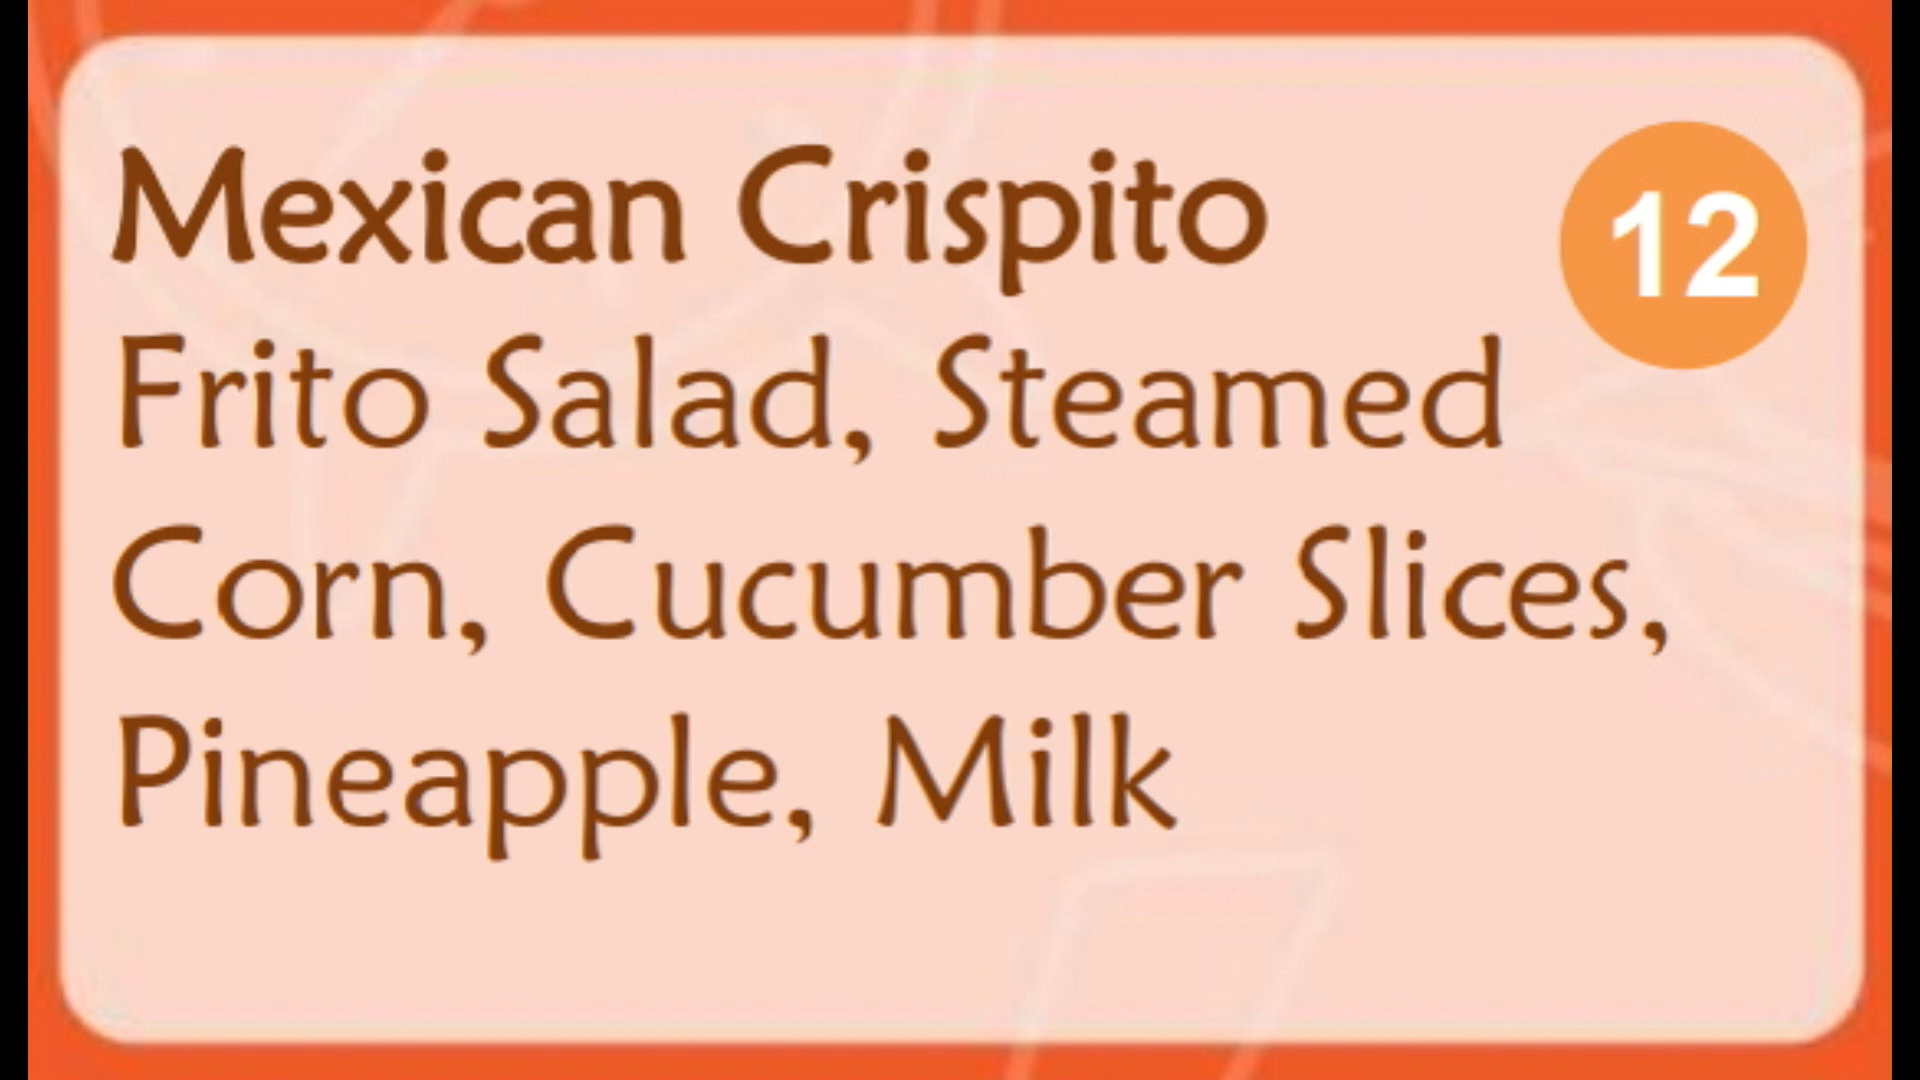 Mexican Crispito
12
Frito Salad, Steamed
Corn, Cucumber Slices,
Pineapple, Milk